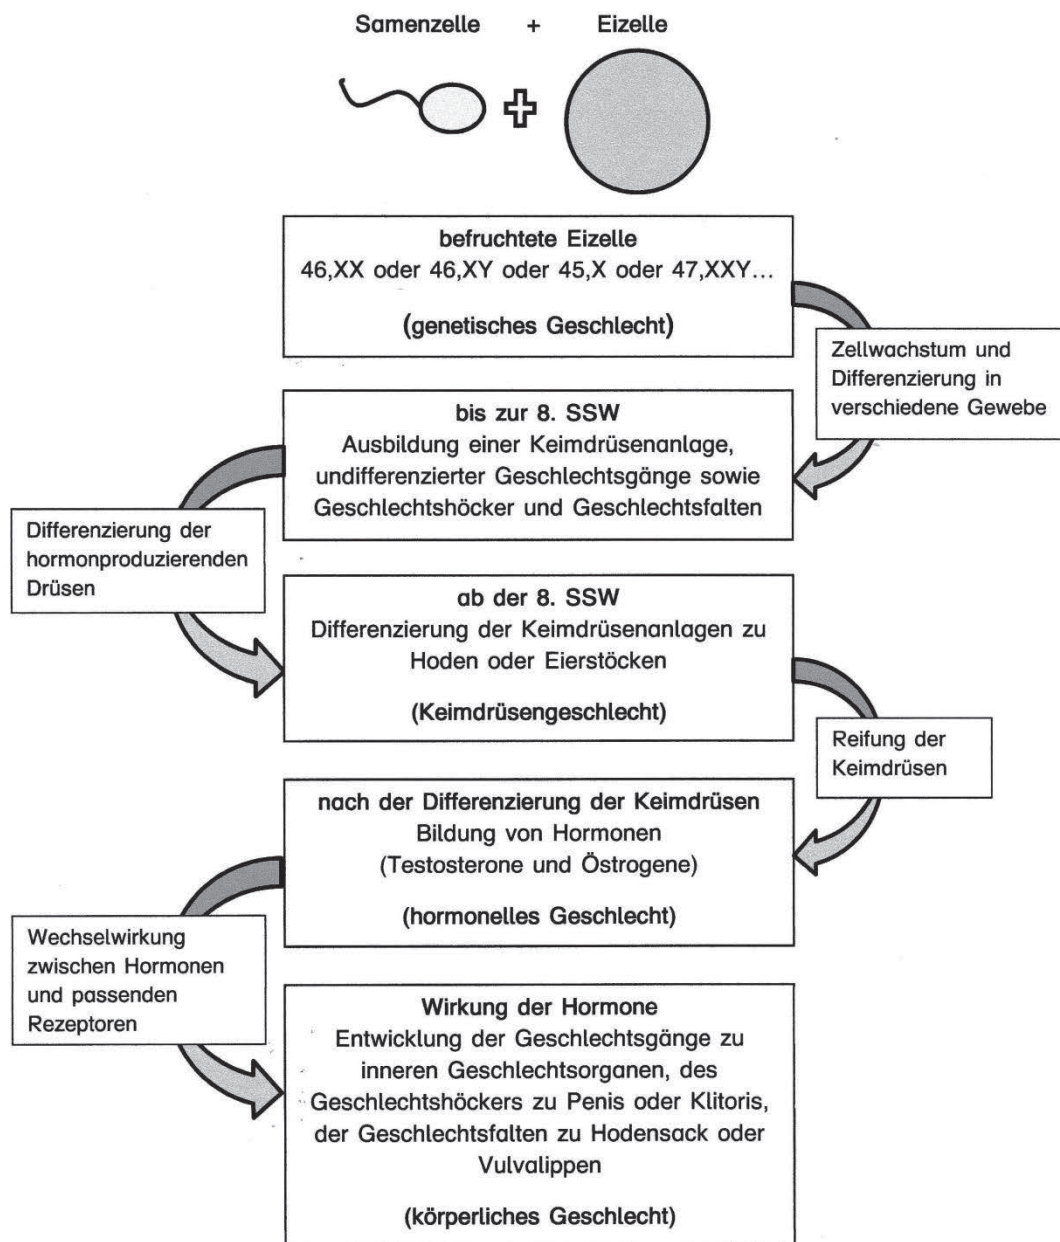 Samenzelle + Eizelle
befruchtete Eizelle
46,XX oder 46,XY oder 45,X oder 47,XXY...
(genetisches Geschlecht)
Zellwachstum und
Differenzierung in
verschiedene Gewebe
bis zur 8. SSW
Ausbildung einer Keimdrüsenanlage,
undifferenzierter Geschlechtsgänge sowie
Geschlechtshöcker und Geschlechtsfalten
Differenzierung der
hormonproduzierenden
Drüsen
ab der 8. SSW
Differenzierung der Keimdrüsenanlagen zu
Hoden oder Eierstöcken
(Keimdrüsengeschlecht)
Reifung der
Keimdrüsen
nach der Differenzierung der Keimdrüsen
Bildung von Hormonen
(Testosterone und Östrogene)
(hormonelles Geschlecht)
Wechselwirkung
zwischen Hormonen
und passenden
Rezeptoren
Wirkung der Hormone
Entwicklung der Geschlechtsgänge zu
inneren Geschlechtsorganen, des
Geschlechtshöckers zu Penis oder Klitoris,
der Geschlechtsfalten zu Hodensack oder
Vulvalippen
(körperliches Geschlecht)